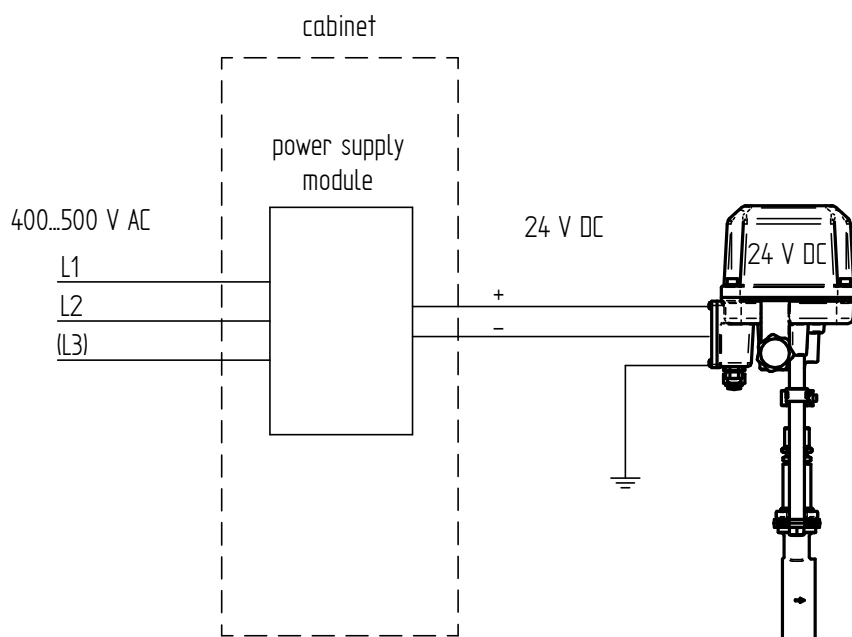 cabinet
power supply
module
400...500 V AC
24 V DC
24 V DC
L1
L2
(L3)
+
−